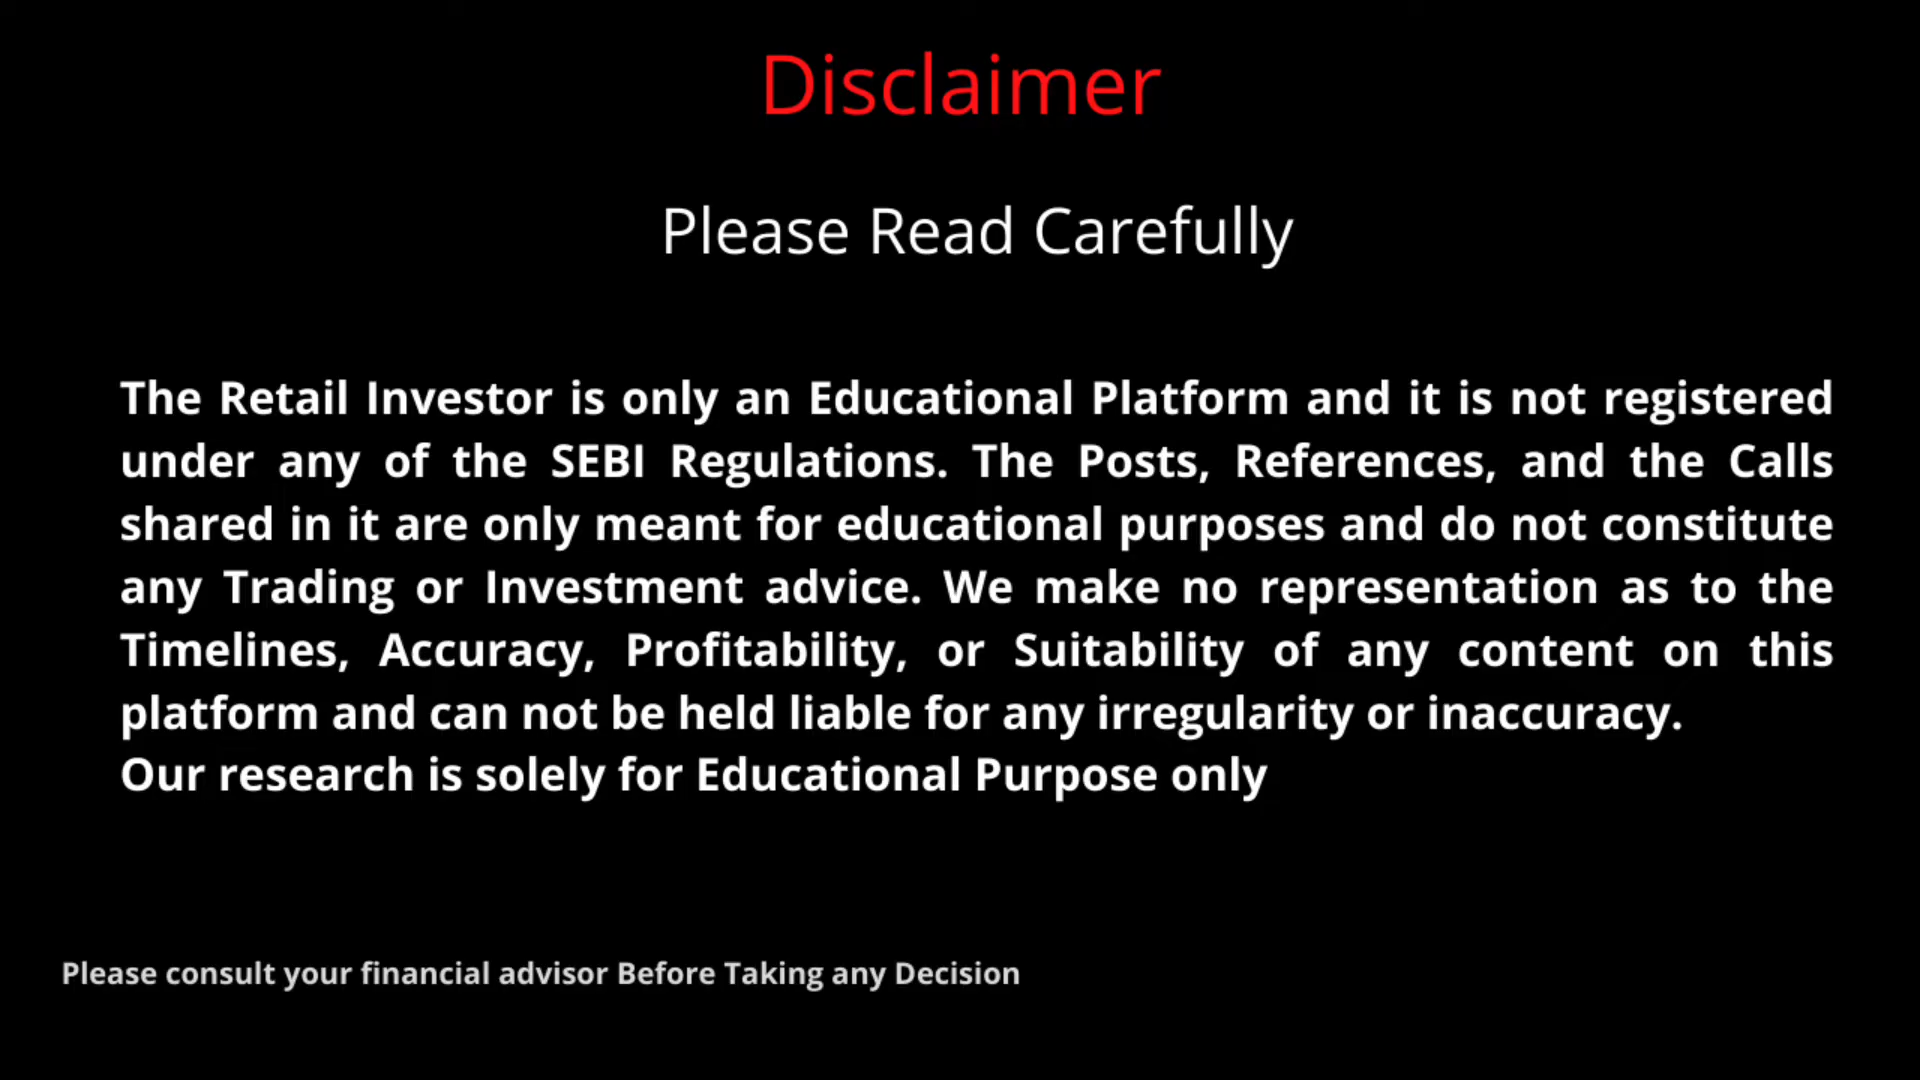 Disclaimer
Please Read Carefully
The Retail Investor is only an Educational Platform and it is not registered
under any of the SEBI Regulations. The Posts, References, and the Calls
shared in it are only meant for educational purposes and do not constitute
any Trading or Investment advice. We make no representation as to the
Timelines, Accuracy, Profitability, or Suitability of any content on this
platform and can not be held liable for any irregularity or inaccuracy.
Our research is solely for Educational Purpose only
Please consult your financial advisor Before Taking any Decision